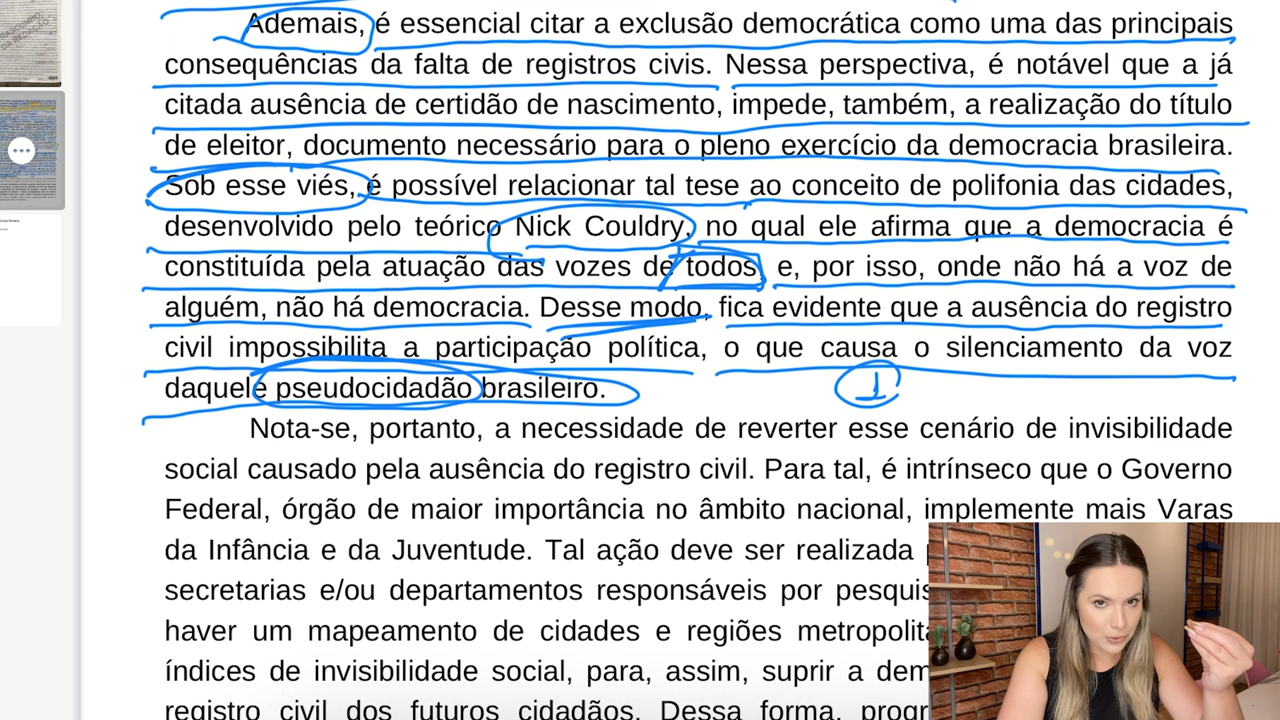 Ademais, é essencial citar a exclusão democrática como uma das principais
consequências da falta de registros civis. Nessa perspectiva, é notável que a já
citada ausência de certidão de nascimento, impede, também, a realização do título
de eleitor, documento necessário para o pleno exercício da democracia brasileira.
Sob esse viés, é possível relacionar tal tese ao conceito de polifonia das cidades,
desenvolvido pelo teórico Nick Couldry, no qual ele afirma que a democracia é
constituída pela atuação das vozes de todos, e, por isso, onde não há a voz de
alguém, não há democracia. Desse modo, fica evidente que a ausência do registro
civil impossibilita a participação política, o que causa o silenciamento da voz
daquele pseudocidadão brasileiro.
1
Nota-se, portanto, a necessidade de reverter esse cenário de invisibilidade
social causado pela ausência do registro civil. Para tal, é intrínseco que o Governo
Federal, órgão de maior importância no âmbito nacional, implemente mais Varas
da Infância e da Juventude. Tal ação deve ser realizada
secretarias e/ou departamentos responsáveis por
haver um mapeamento de cidades e regiões
índices de invisibilidade social, para, assim, suprir a
registro civil dos futuros cidadãos. Dessa forma,